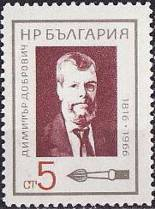 НР БЪЛГАРИЯ
ДИМИТЪР ДОБРОВИЧ
1816-1966
5 СТ